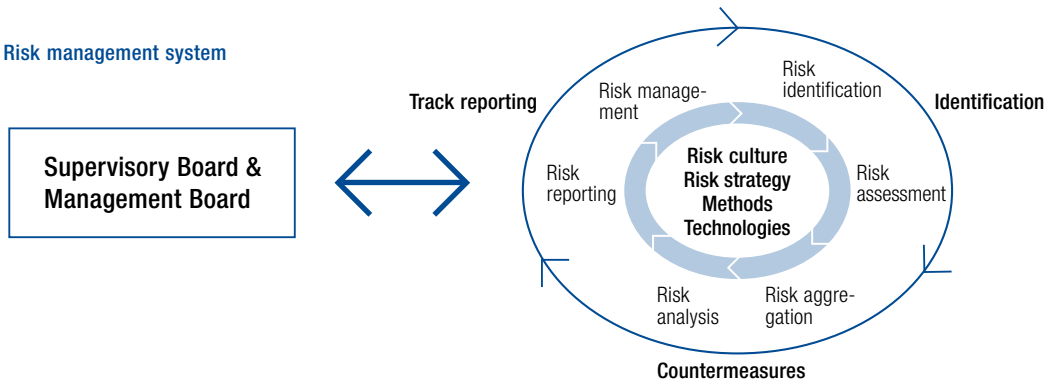 Risk management system
Supervisory Board &
Management Board
Track reporting
Identification
Countermeasures
Risk manage-
ment
Risk
identification
Risk
assessment
Risk aggre-
gation
Risk
analysis
Risk
reporting
Risk culture
Risk strategy
Methods
Technologies